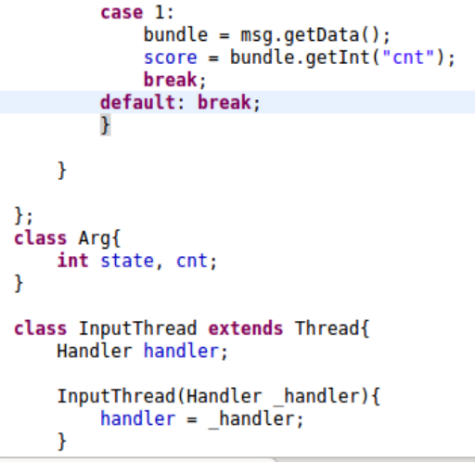 case 1:
bundle = msg.getData();
score = bundle.getInt("cnt");
break;
default: break;
}
}
};
class Arg{
int state, cnt;
}
class InputThread extends Thread{
Handler handler;
InputThread(Handler _handler){
handler = _handler;
}